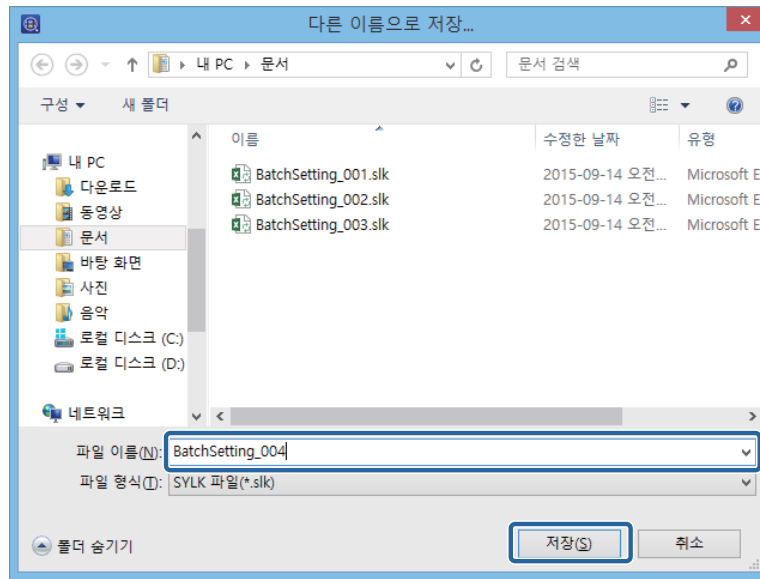 다른 이름으로 저장...
내 PC 문서
문서 검색
구성 새 폴더
이름 수정한 날짜 유형
BatchSetting_001.slk 2015-09-14 오전... Microsoft E
BatchSetting_002.slk 2015-09-14 오전... Microsoft E
BatchSetting_003.slk 2015-09-14 오전... Microsoft E
내 PC
다운로드
동영상
문서
바탕 화면
사진
음악
로컬 디스크 (C:)
로컬 디스크 (D:)
네트워크
파일 이름(N): BatchSetting_004
파일 형식(T): SYLK 파일(*.slk)
폴더 숨기기 저장(S) 취소